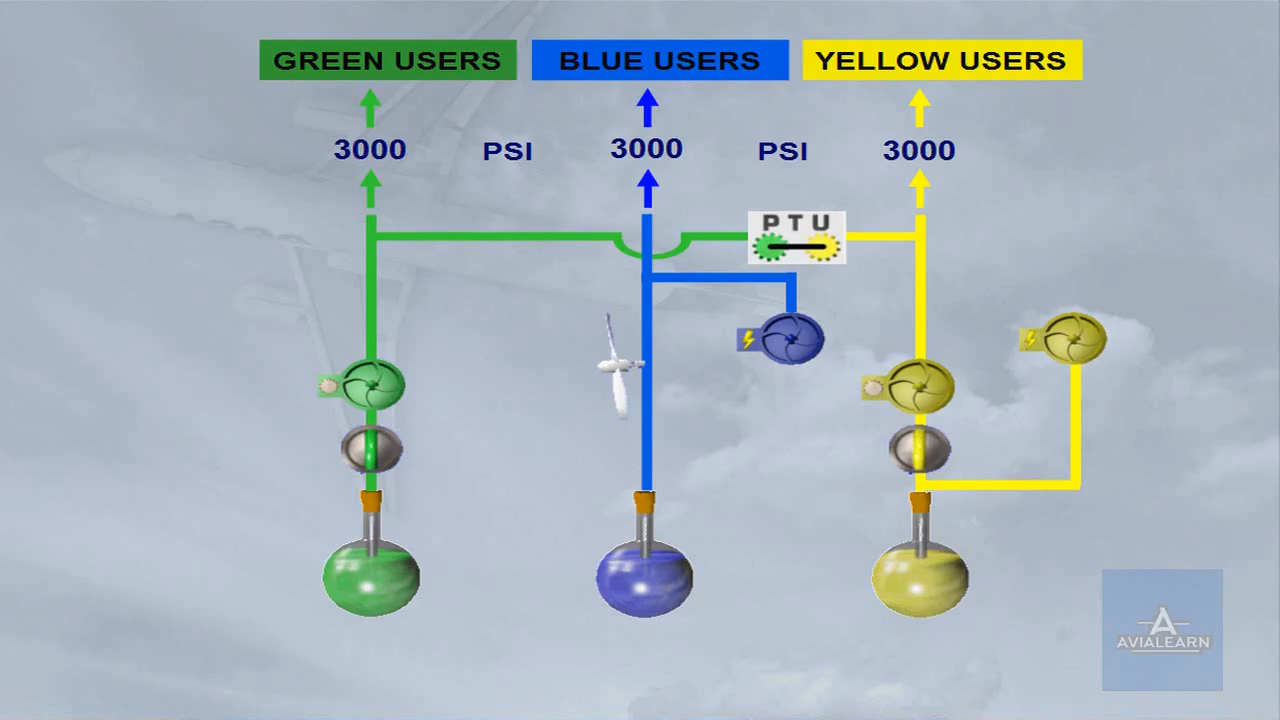 GREEN USERS
BLUE USERS
YELLOW USERS
3000 PSI 3000 PSI 3000
PTU
AVIALEARN